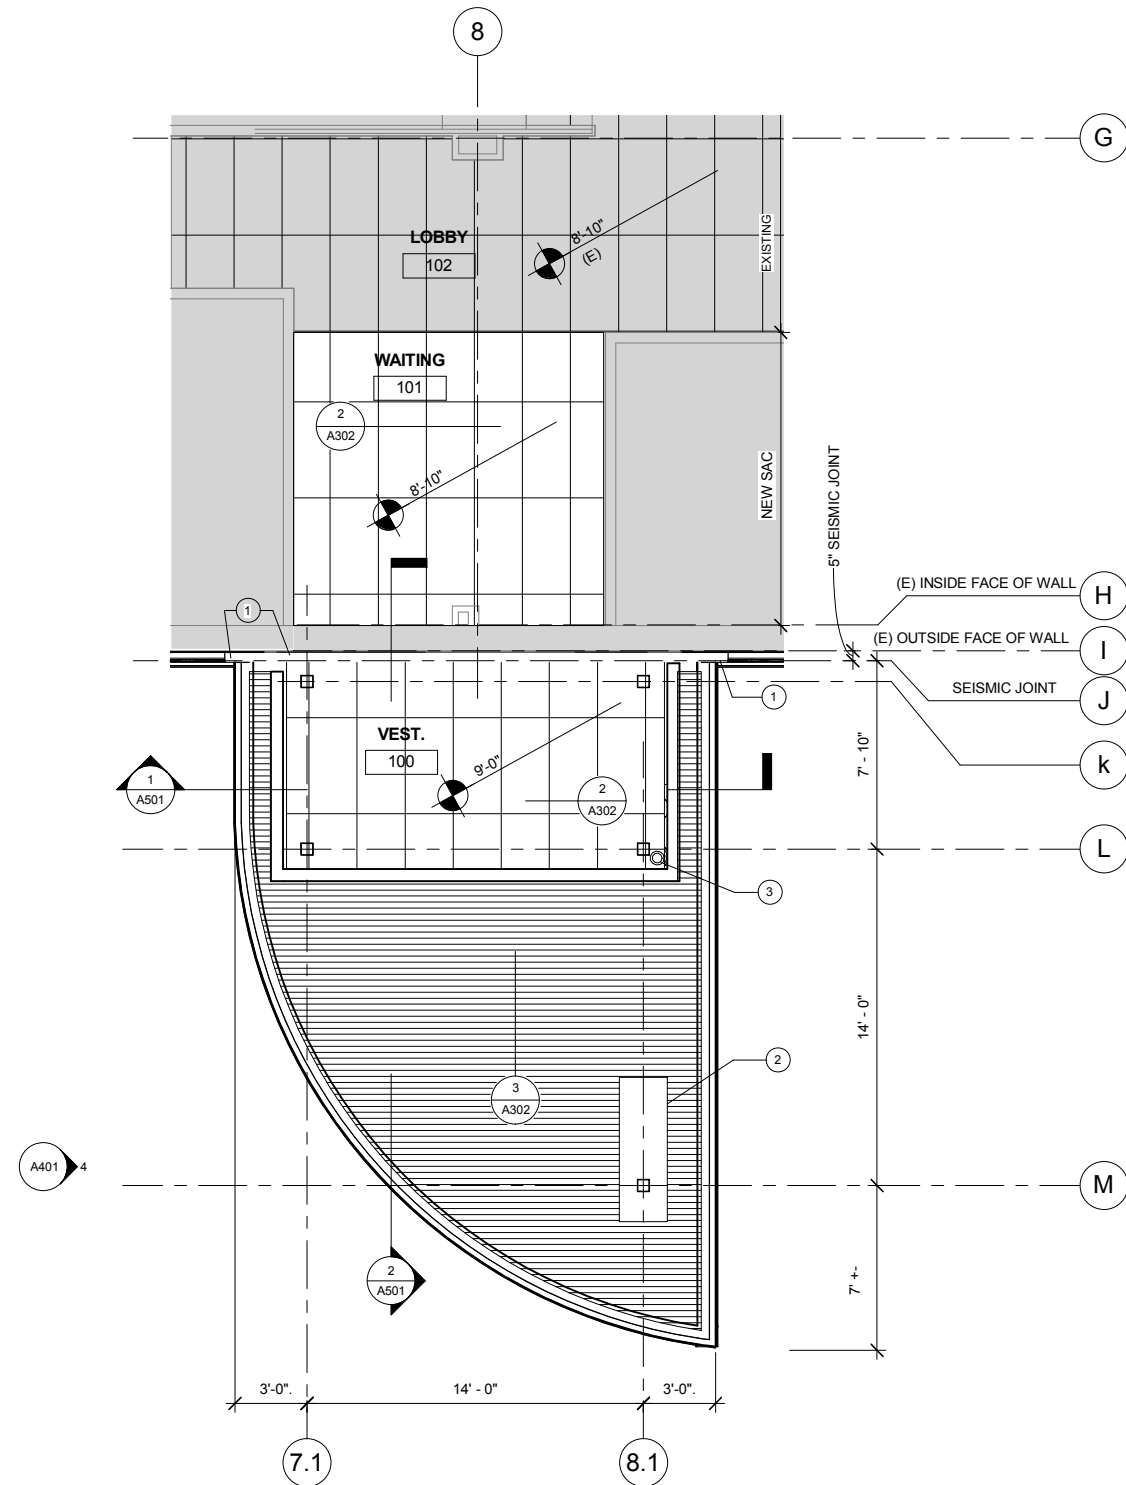 8
G
LOBBY
102
8'-10"
(E)
EXISTING
WAITING
101
2
A302
8'-10"
NEW SAC
5" SEISMIC JOINT
(E) INSIDE FACE OF WALL
H
1
(E) OUTSIDE FACE OF WALL
I
SEISMIC JOINT
J
1
VEST.
100
9'-0"
7' - 10"
k
1
A501
2
A302
L
3
14' - 0"
2
3
A302
A401
4
M
2
A501
7' +-
3'-0".
14' - 0"
3'-0".
7.1
8.1